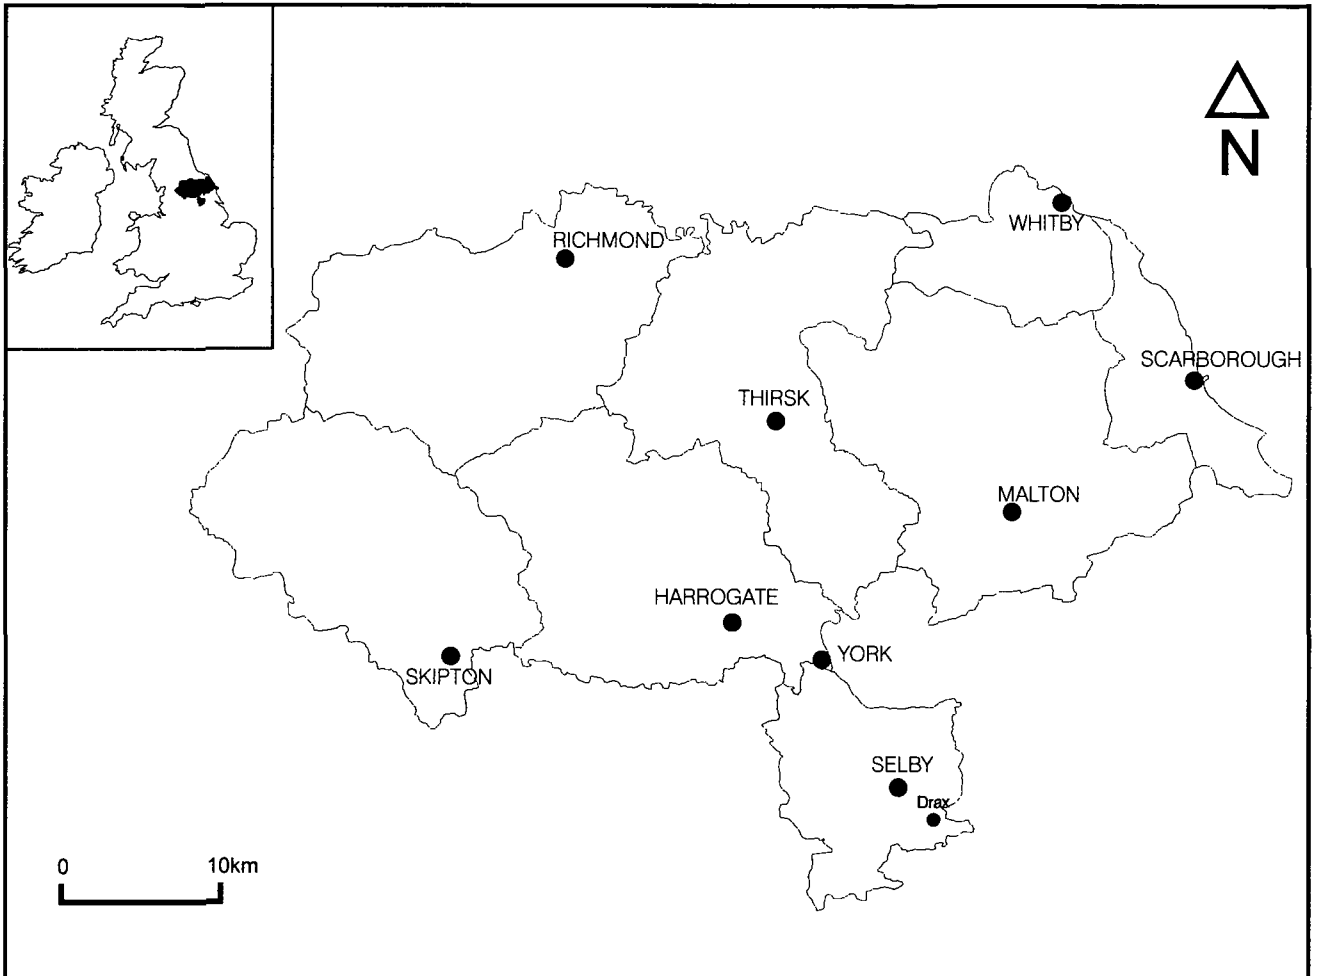 N
WHITBY
RICHMOND
SCARBOROUGH
THIRSK
MALTON
HARROGATE
YORK
SKIPTON
SELBY
Drax
0 10km